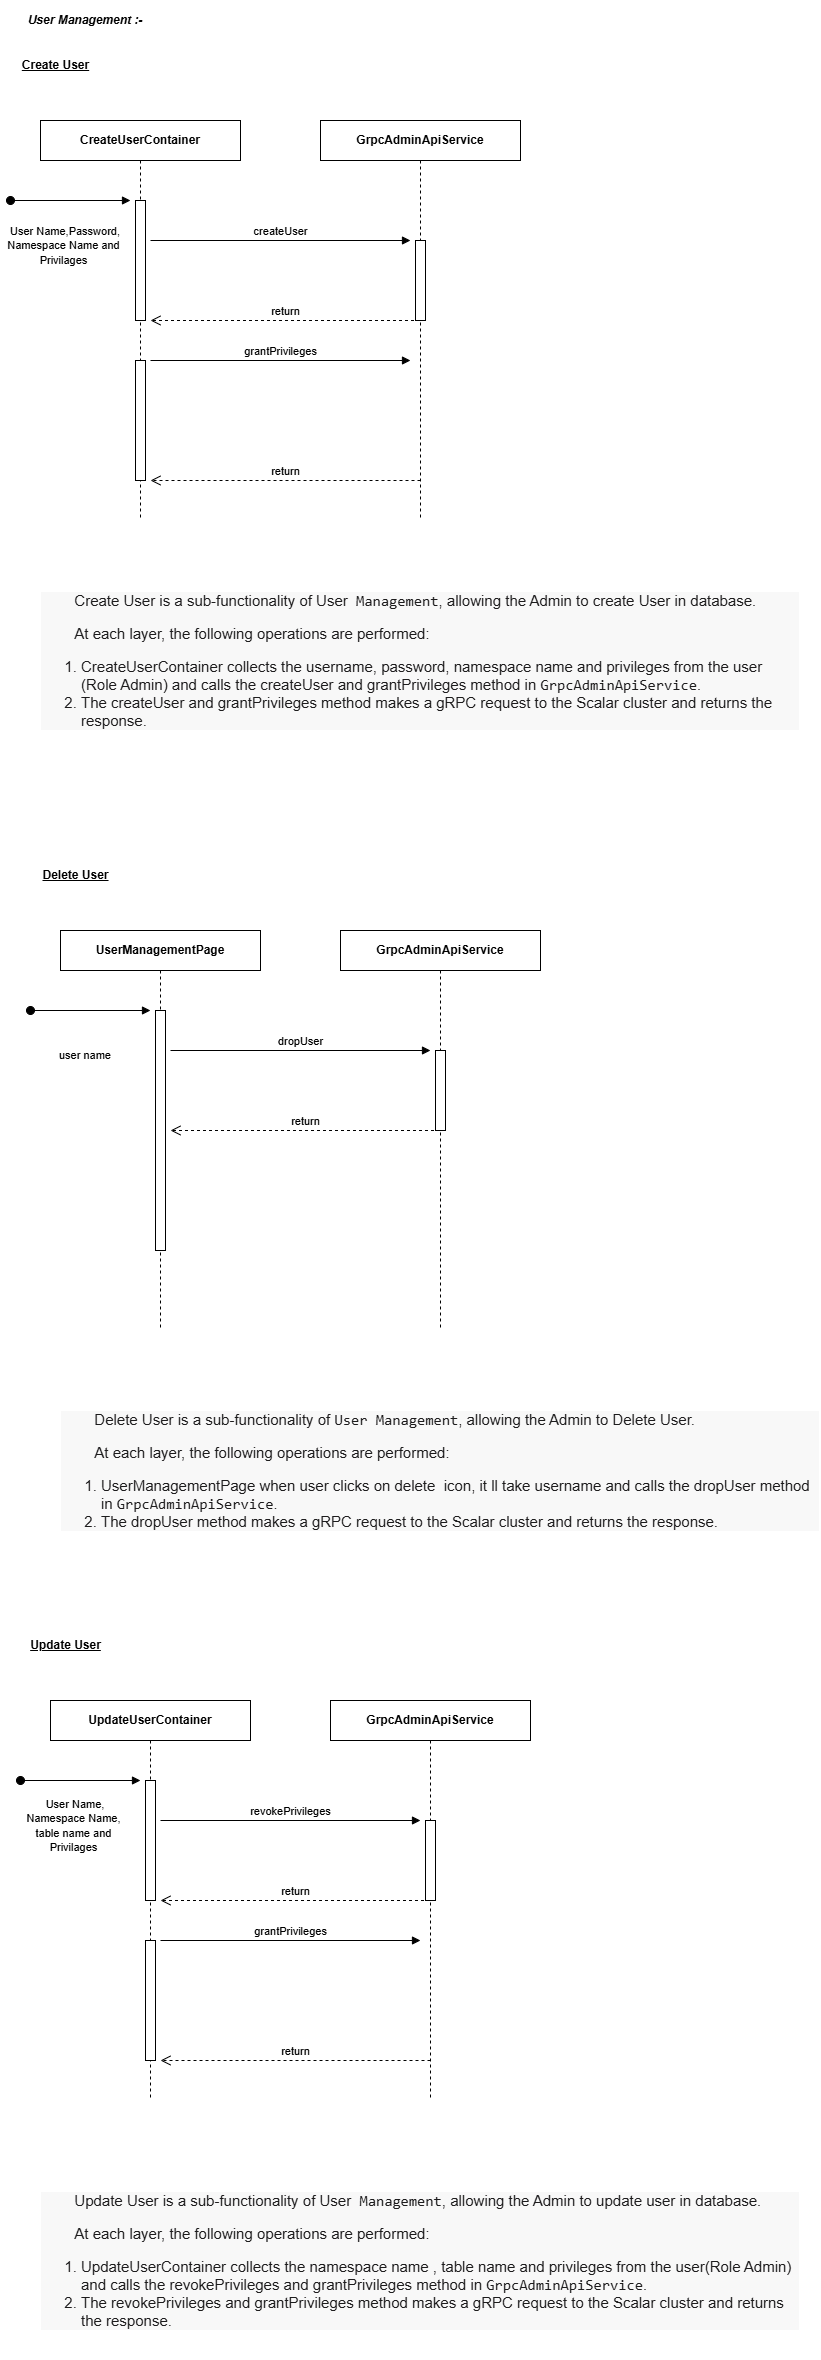 User Management :-
Create User
CreateUserContainer
GrpcAdminApiService
User Name,Password,
Namespace Name and
Privilages
createUser
return
grantPrivileges
return
Create User is a sub-functionality of User Management, allowing the Admin to create User in database.
At each layer, the following operations are performed:
1. CreateUserContainer collects the username, password, namespace name and privileges from the user
(Role Admin) and calls the createUser and grantPrivileges method in GrpcAdminApiService.
2. The createUser and grantPrivileges method makes a gRPC request to the Scalar cluster and returns the
response.
Delete User
UserManagementPage
GrpcAdminApiService
user name
dropUser
return
Delete User is a sub-functionality of User Management, allowing the Admin to Delete User.
At each layer, the following operations are performed:
1. UserManagementPage when user clicks on delete icon, it ll take username and calls the dropUser method
in GrpcAdminApiService.
2. The dropUser method makes a gRPC request to the Scalar cluster and returns the response.
Update User
UpdateUserContainer
GrpcAdminApiService
User Name,
Namespace Name,
table name and
Privilages
revokePrivileges
return
grantPrivileges
return
Update User is a sub-functionality of User Management, allowing the Admin to update user in database.
At each layer, the following operations are performed:
1. UpdateUserContainer collects the namespace name , table name and privileges from the user(Role Admin)
and calls the revokePrivileges and grantPrivileges method in GrpcAdminApiService.
2. The revokePrivileges and grantPrivileges method makes a gRPC request to the Scalar cluster and returns
the response.